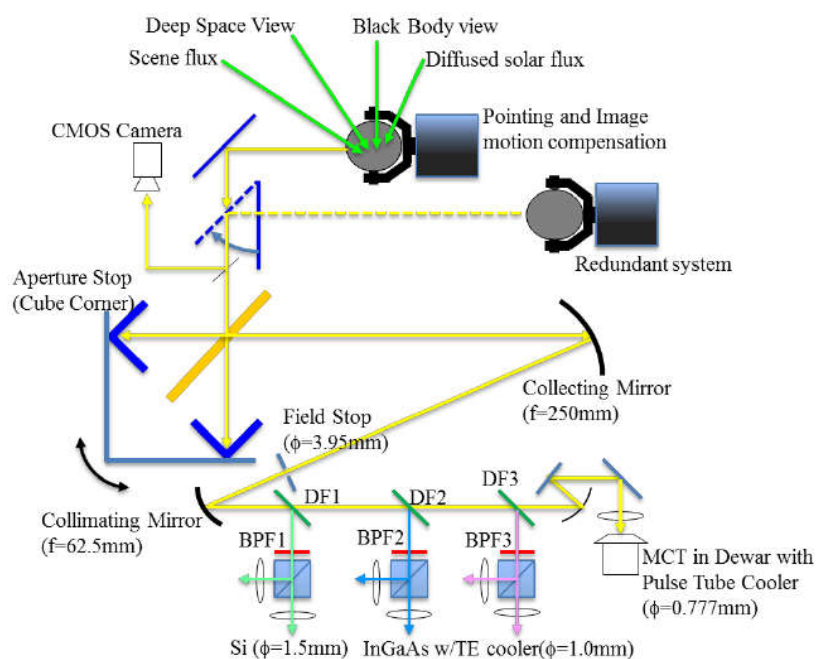 Deep Space View
Black Body view
Scene flux
Diffused solar flux
CMOS Camera
Pointing and Image
motion compensation
Redundant system
Aperture Stop
(Cube Corner)
Collecting Mirror
(f=250mm)
Field Stop
(ϕ=3.95mm)
Collimating Mirror
(f=62.5mm)
DF1
DF2
DF3
BPF1
BPF2
BPF3
MCT in Dewar with
Pulse Tube Cooler
(ϕ=0.777mm)
Si (ϕ=1.5mm)
InGaAs w/TE cooler(ϕ=1.0mm)